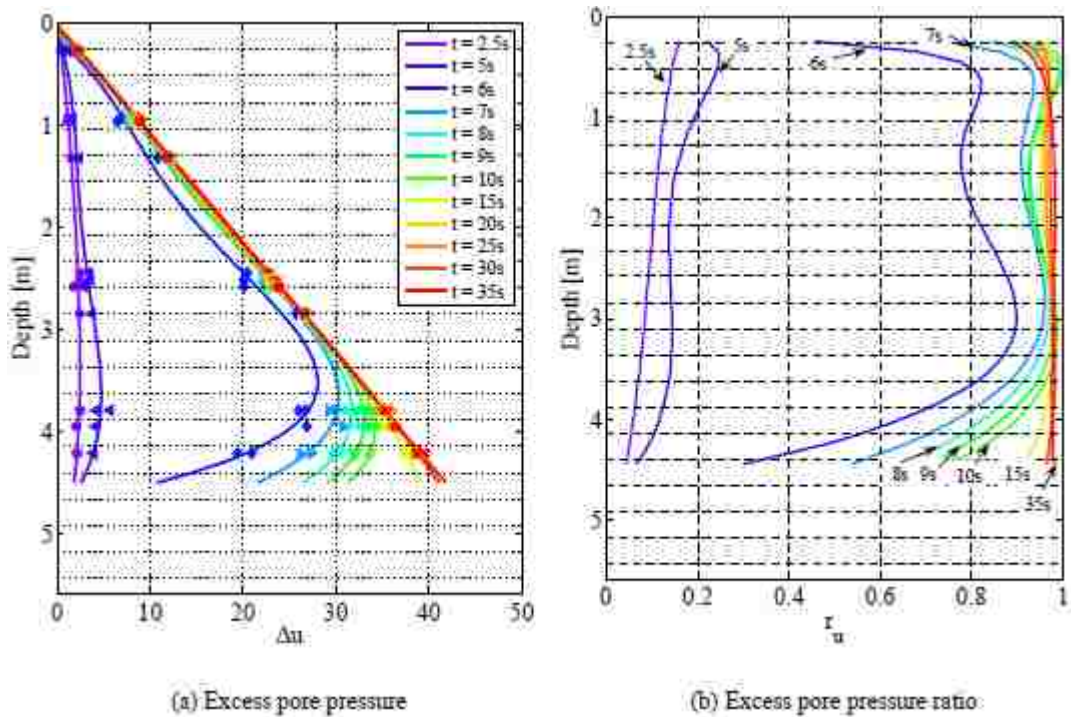 0
1
2
3
4
5
Depth [m]
0
10
20
30
40
50
Δu
t = 2.5s
t = 5s
t = 6s
t = 7s
t = 8s
t = 9s
t = 10s
t = 15s
t = 20s
t = 25s
t = 30s
t = 35s
(a) Excess pore pressure
0
1
2
3
4
5
Depth [m]
0
0.2
0.4
0.6
0.8
1
r_u
2.5s
5s
6s
7s
8s
9s
10s
15s
35s
(b) Excess pore pressure ratio